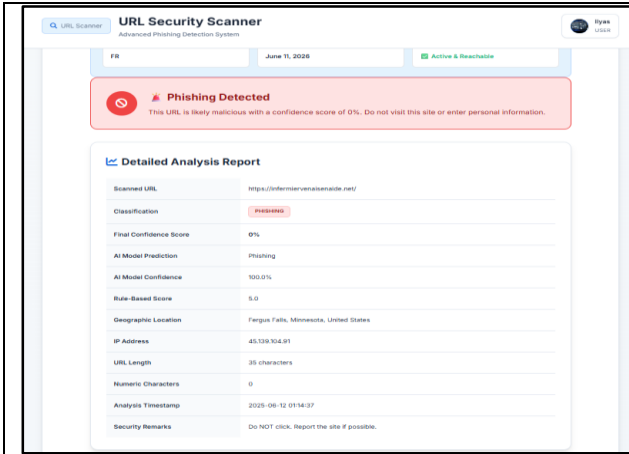 URL Scanner
URL Security Scanner
Advanced Phishing Detection System
Ilyas
USER
FR
June 11, 2026
Active & Reachable
Phishing Detected
This URL is likely malicious with a confidence score of 0%. Do not visit this site or enter personal information.
Detailed Analysis Report
Scanned URL https://infermiervenaisenaide.net/
Classification PHISHING
Final Confidence Score 0%
AI Model Prediction Phishing
AI Model Confidence 100.0%
Rule-Based Score 5.0
Geographic Location Fergus Falls, Minnesota, United States
IP Address 45.139.104.91
URL Length 35 characters
Numeric Characters 0
Analysis Timestamp 2025-06-12 01:14:37
Security Remarks Do NOT click. Report the site if possible.